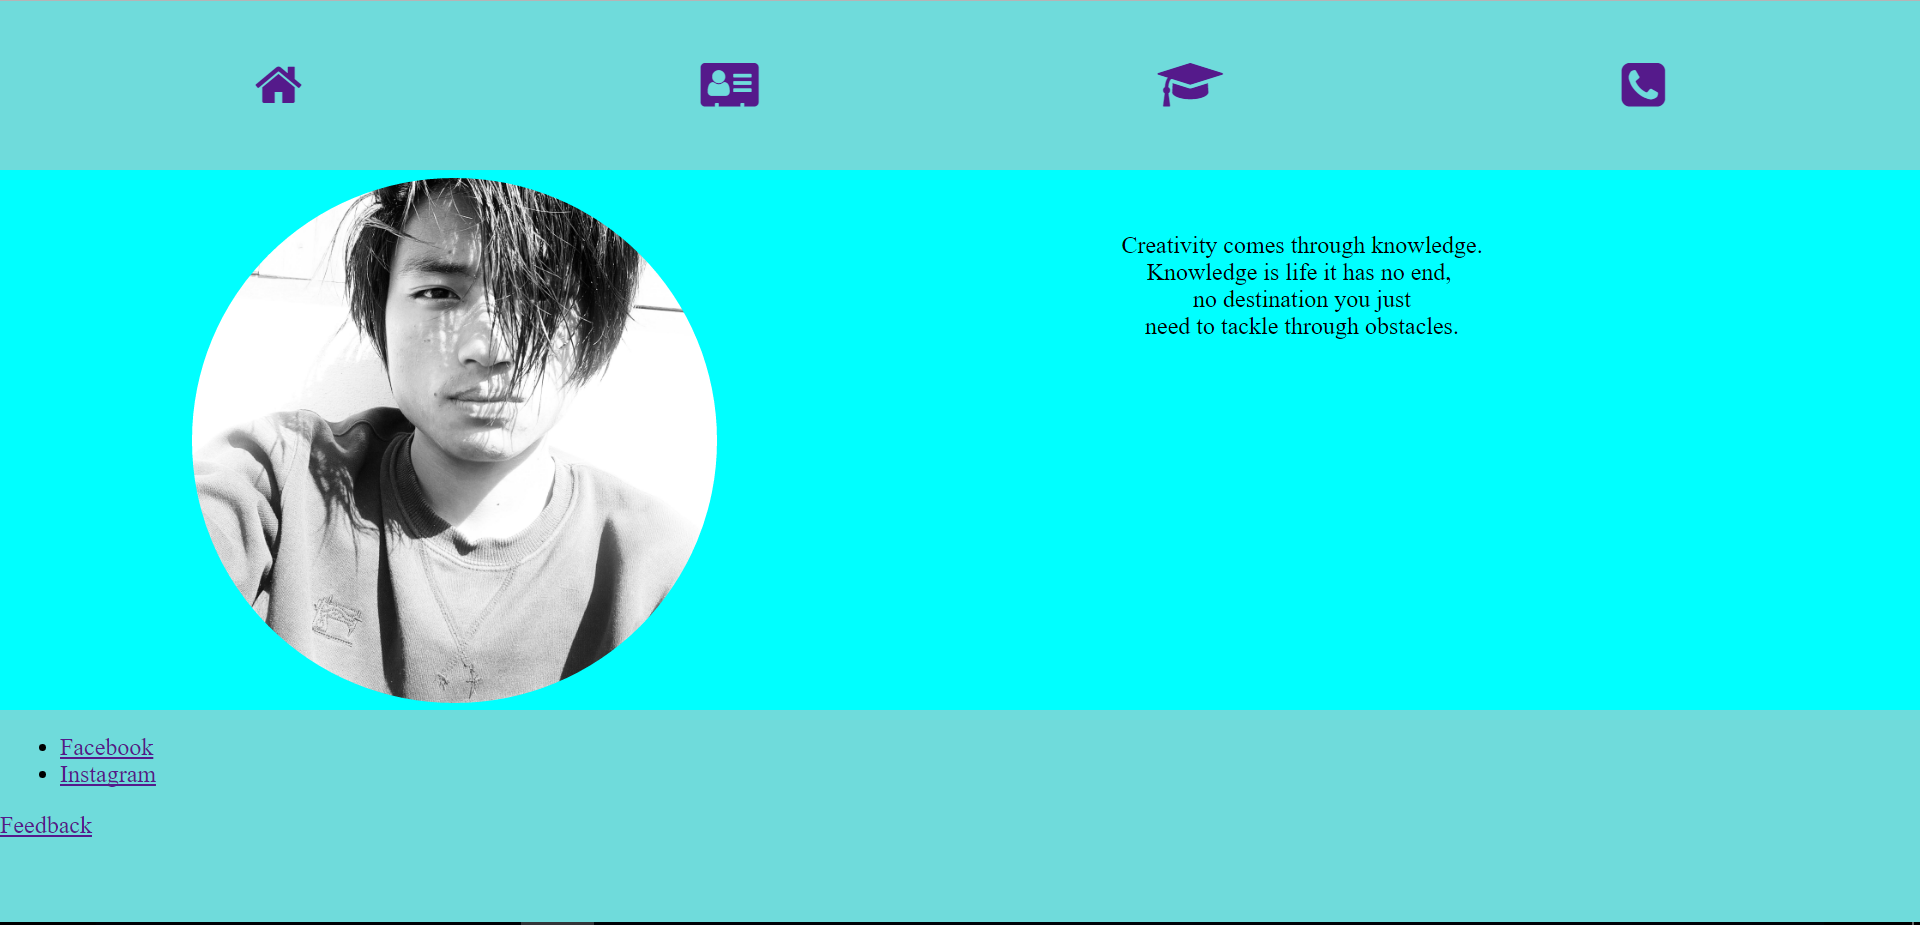 Creativity comes through knowledge.
Knowledge is life it has no end,
no destination you just
need to tackle through obstacles.
Facebook
Instagram
Feedback